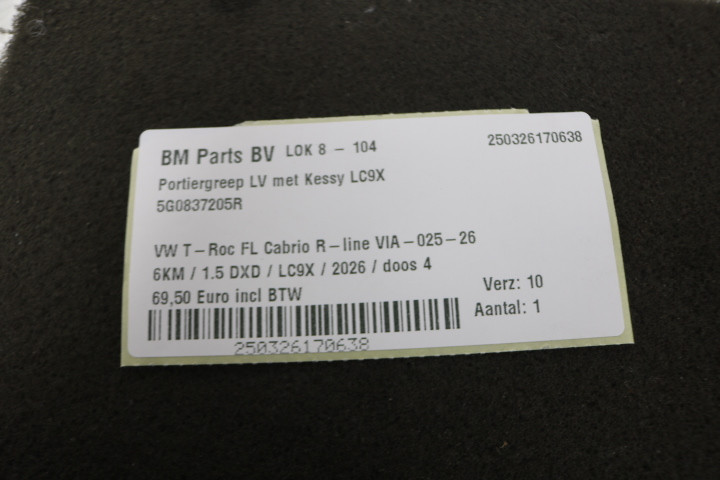 BM Parts BV LOK 8 - 104
250326170638
Portiergreep LV met Kessy LC9X
5G0837205R
VW T-Roc FL Cabrio R-line VIA-025-26
6KM / 1.5 DXD / LC9X / 2026 / doos 4
69,50 Euro incl BTW
Verz: 10
Aantal: 1
250326170638